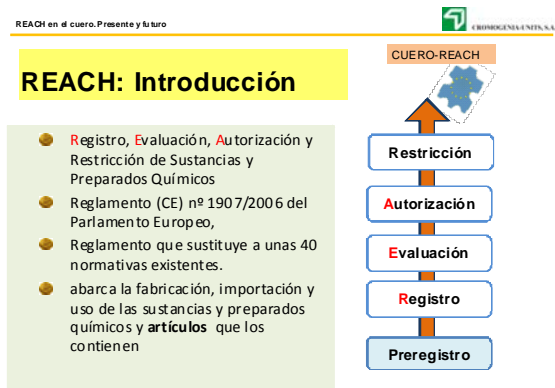 REACH en el cuero. Presente y futuro
CROMOGENIA-UNITS, S.A
REACH: Introducción
Registro, Evaluación, Autorización y
Restricción de Sustancias y
Preparados Químicos
Reglamento (CE) nº 1907/2006 del
Parlamento Europeo,
Reglamento que sustituye a unas 40
normativas existentes.
abarca la fabricación, importación y
uso de las sustancias y preparados
químicos y artículos que los
contienen
CUERO-REACH
Restricción
Autorización
Evaluación
Registro
Preregistro